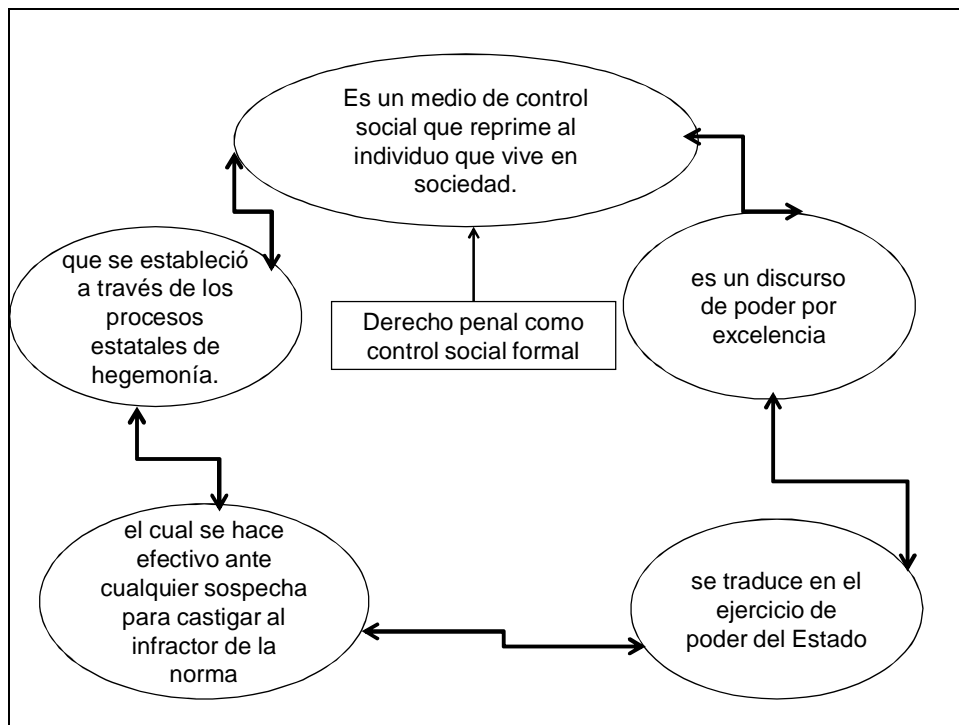 Es un medio de control
social que reprime al
individuo que vive en
sociedad.
que se estableció
a través de los
procesos
estatales de
hegemonía.
es un discurso
de poder por
excelencia
Derecho penal como
control social formal
el cual se hace
efectivo ante
cualquier sospecha
para castigar al
infractor de la
norma
se traduce en el
ejercicio de
poder del Estado